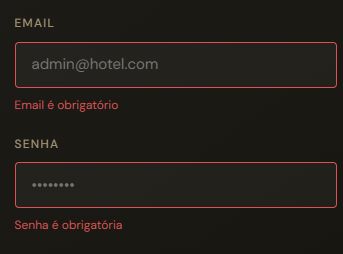 EMAIL
admin@hotel.com
Email é obrigatório
SENHA
••••••••
Senha é obrigatória